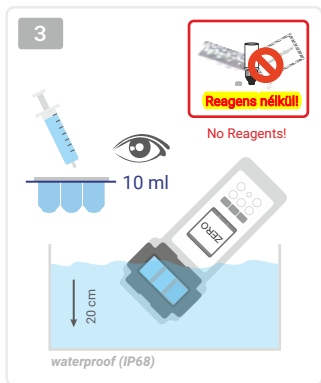 3
Reagens nélkül!
No Reagents!
10 ml
ZERO
20 cm
waterproof (IP68)